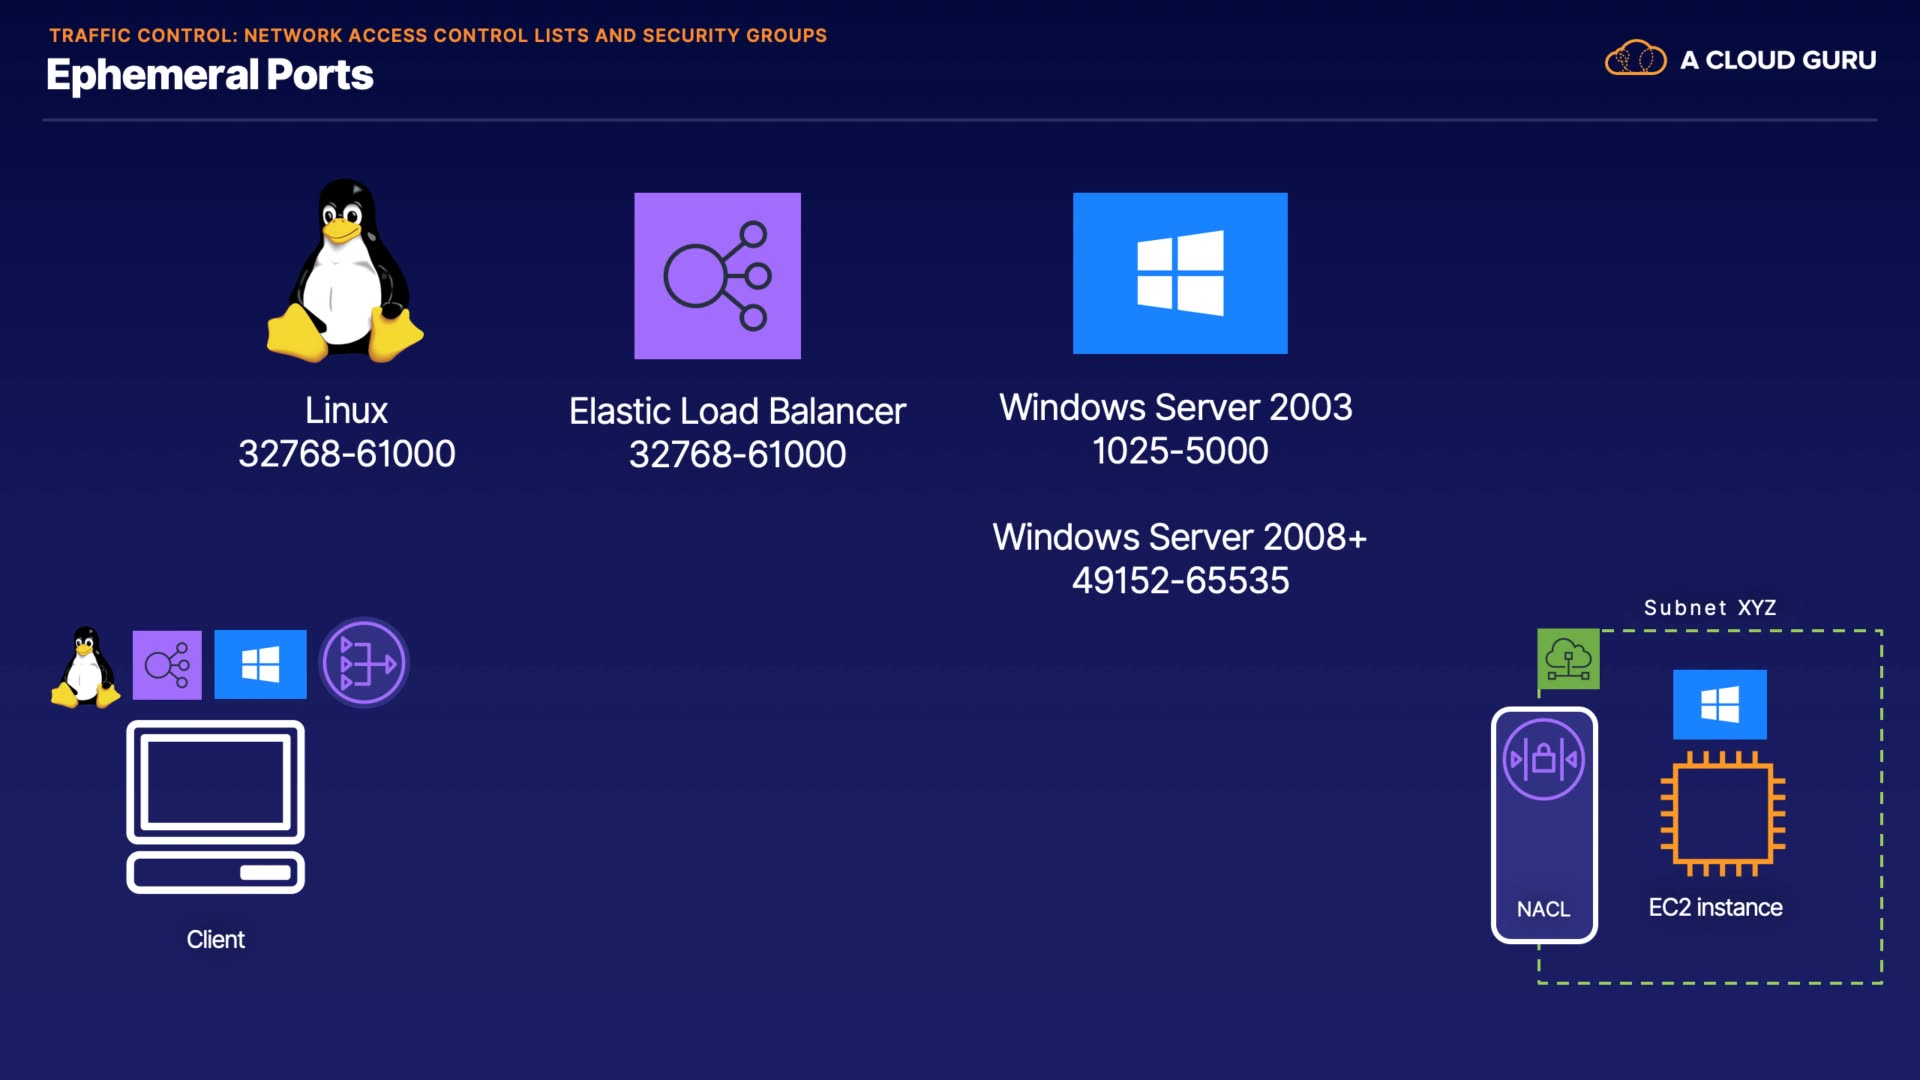 TRAFFIC CONTROL: NETWORK ACCESS CONTROL LISTS AND SECURITY GROUPS
Ephemeral Ports
A CLOUD GURU
Linux
32768-61000
Elastic Load Balancer
32768-61000
Windows Server 2003
1025-5000
Windows Server 2008+
49152-65535
Subnet XYZ
NACL
EC2 instance
Client